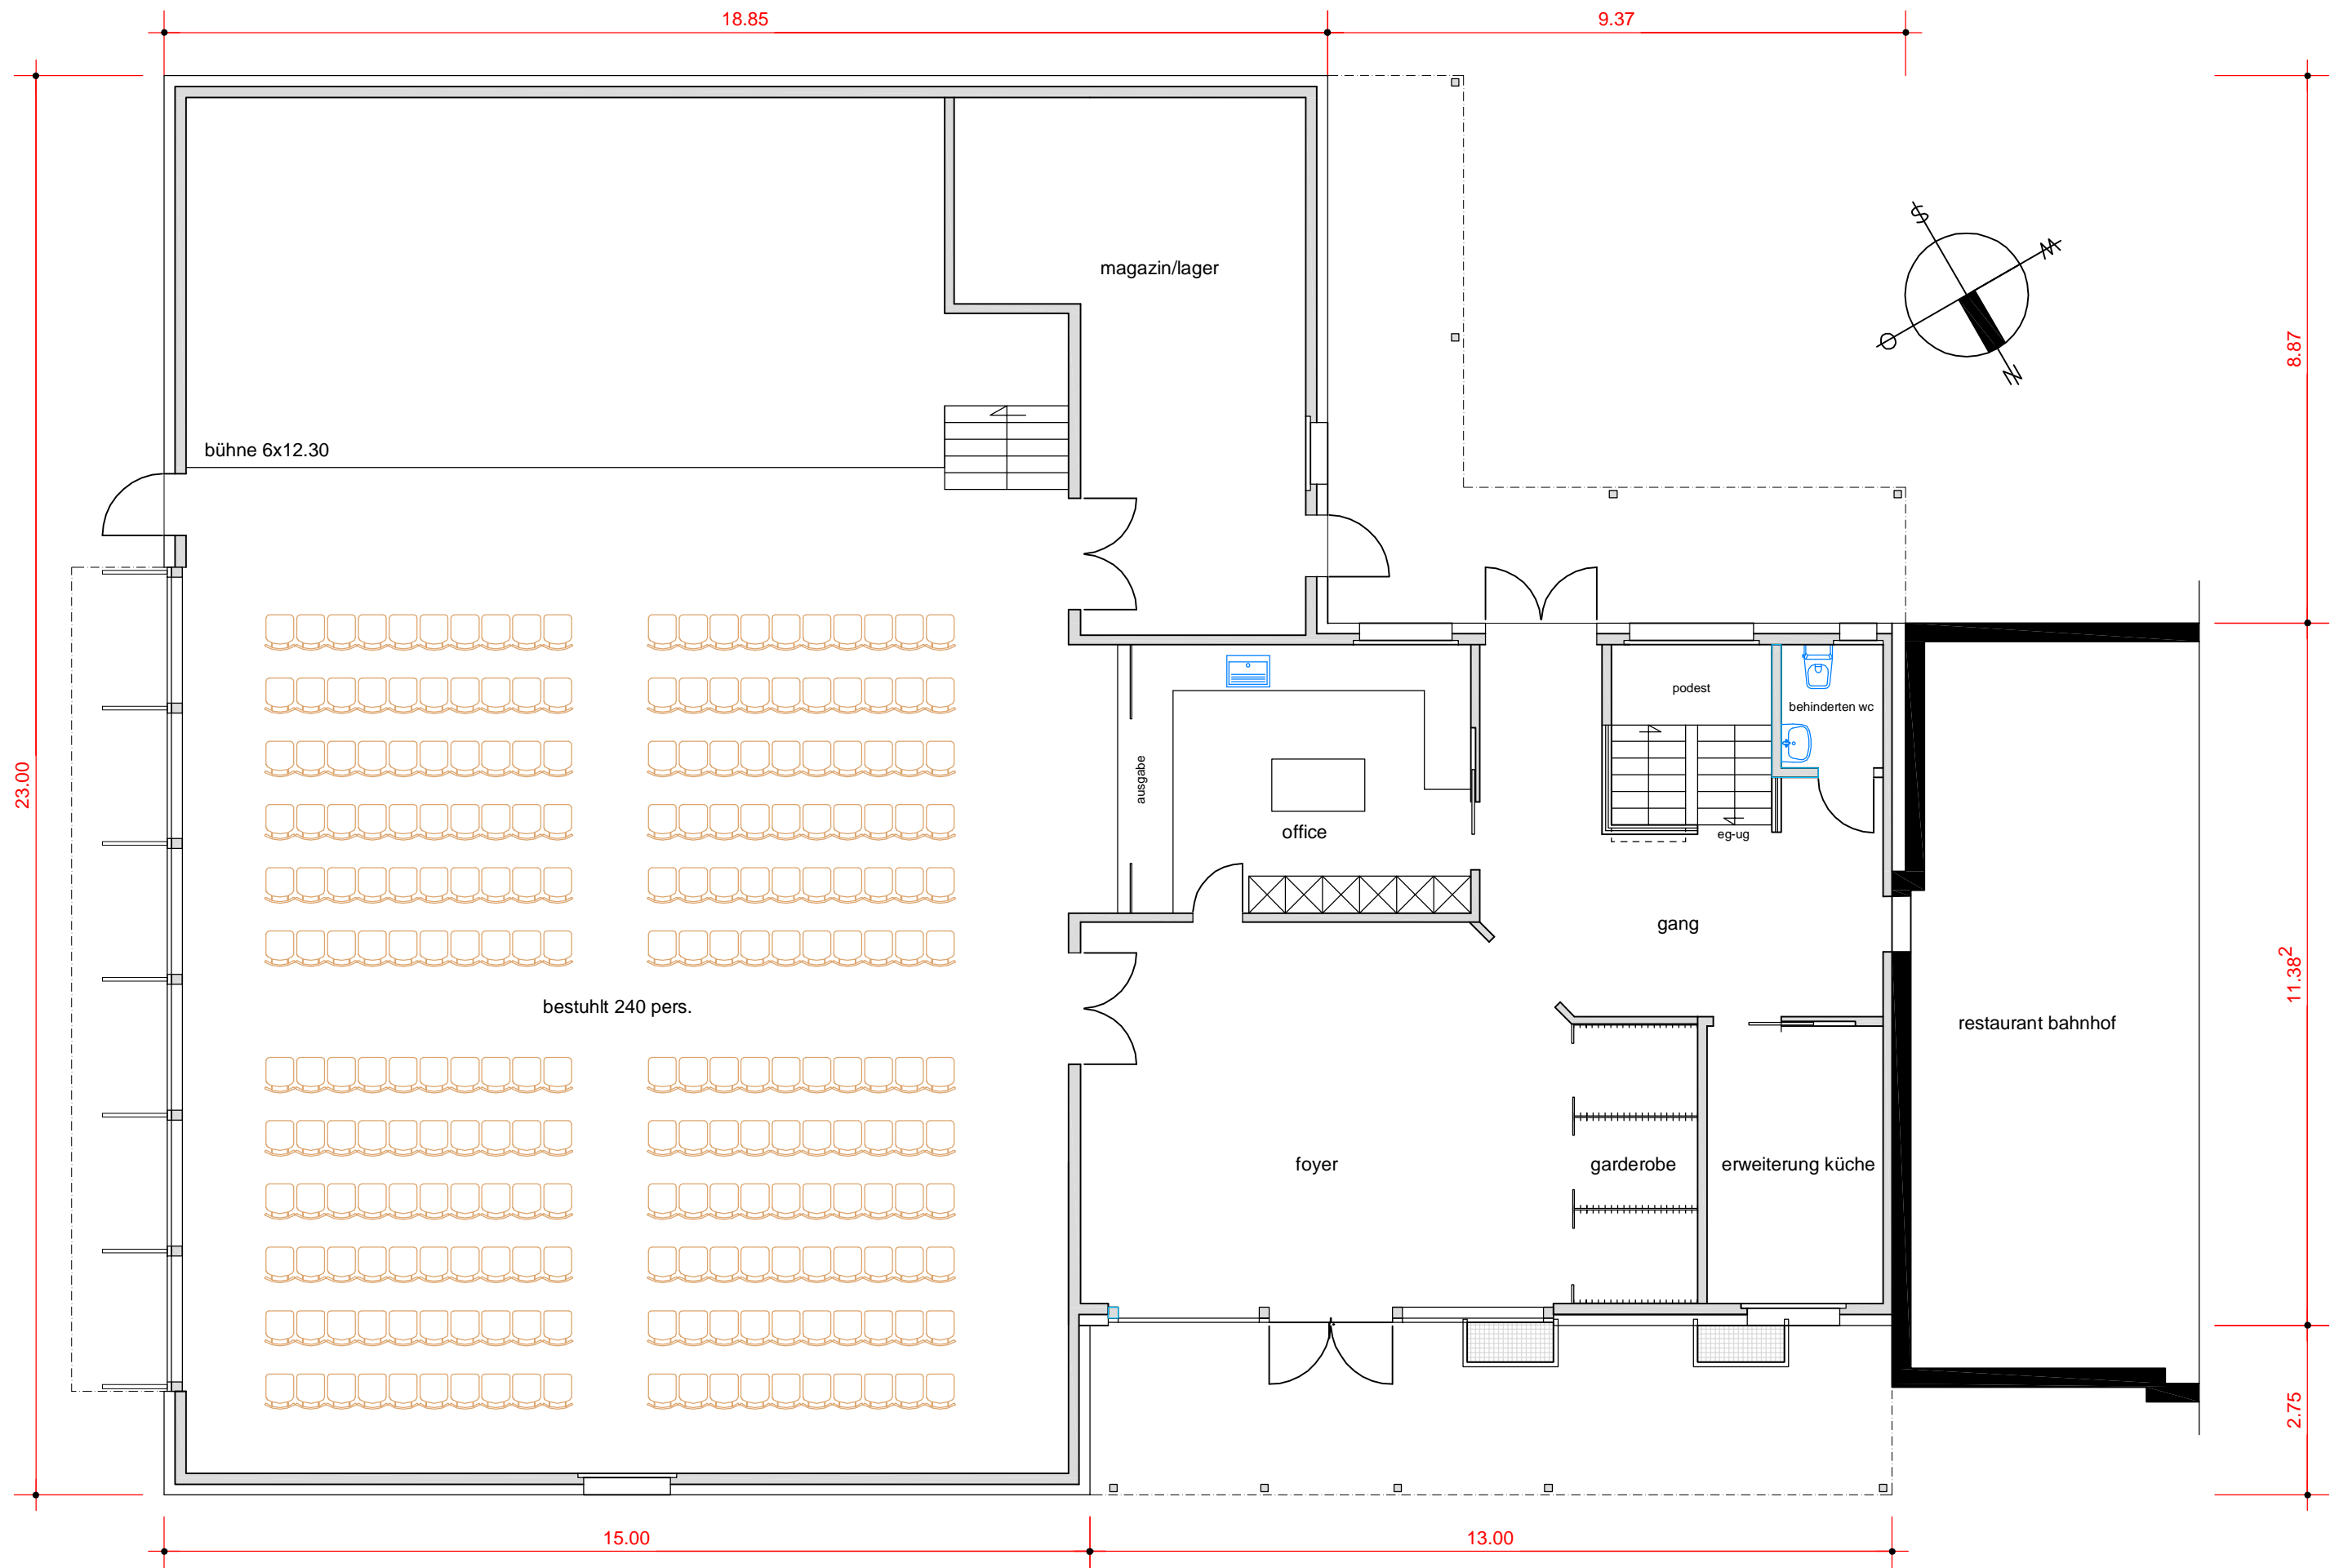 18.85
9.37
S
W
magazin/lager
O
N
8.87
bühne 6x12.30
podest
behinderten wc
23.00
ausgabe
office
eg-ug
gang
11.38²
bestuhlt 240 pers.
restaurant bahnhof
foyer
garderobe
erweiterung küche
2.75
15.00
13.00